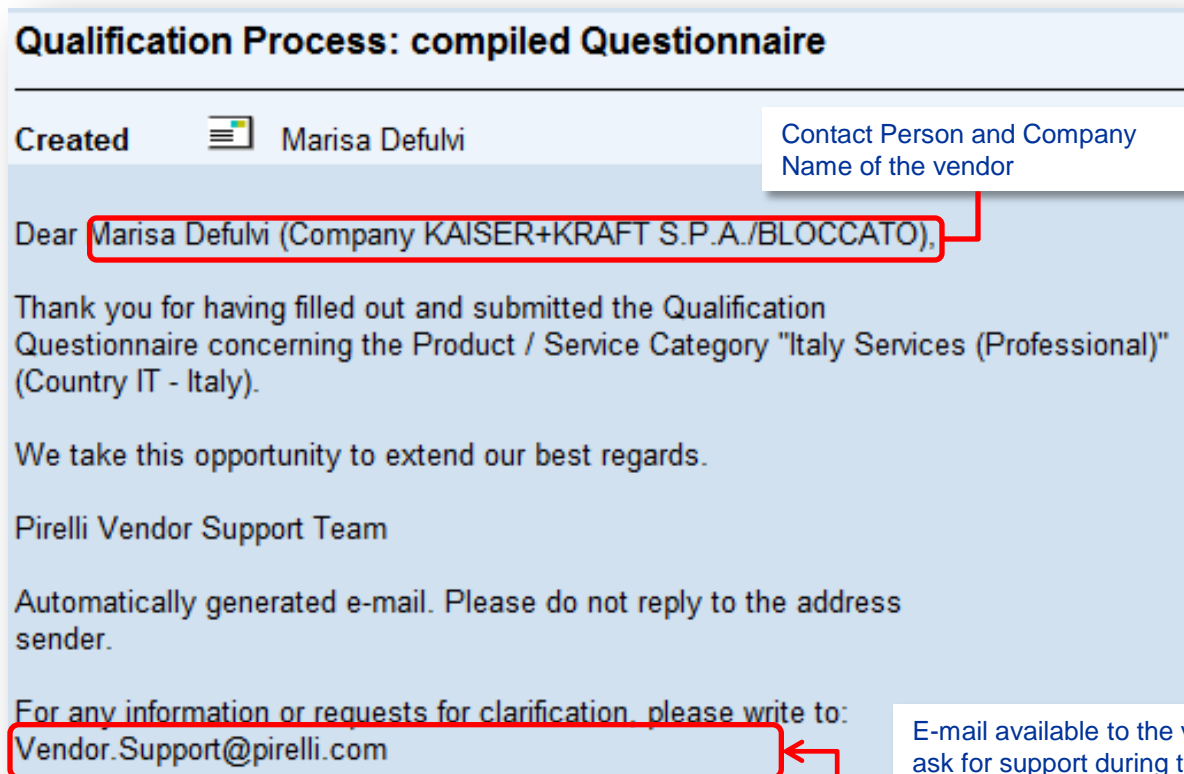 Qualification Process: compiled Questionnaire
Created Marisa Defulvi
Contact Person and Company
Name of the vendor
Dear Marisa Defulvi (Company KAISER+KRAFT S.P.A./BLOCCATO),
Thank you for having filled out and submitted the Qualification
Questionnaire concerning the Product / Service Category "Italy Services (Professional)"
(Country IT - Italy).
We take this opportunity to extend our best regards.
Pirelli Vendor Support Team
Automatically generated e-mail. Please do not reply to the address
sender.
For any information or requests for clarification, please write to:
Vendor.Support@pirelli.com
E-mail available to the
ask for support during